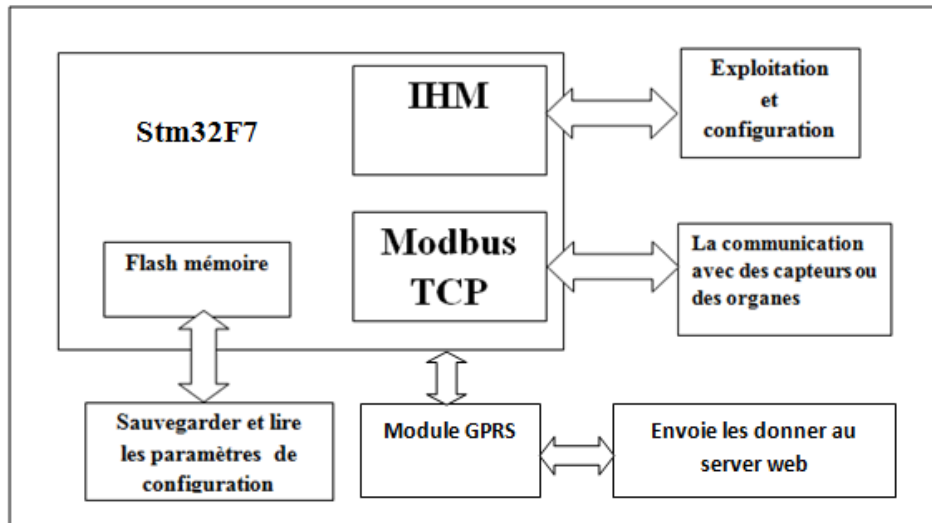 IHM
Stm32F7
Exploitation
et
configuration
Modbus
TCP
La communication
avec des capteurs ou
des organes
Flash mémoire
Sauvegarder et lire
les paramètres de
configuration
Module GPRS
Envoie les donner au
server web